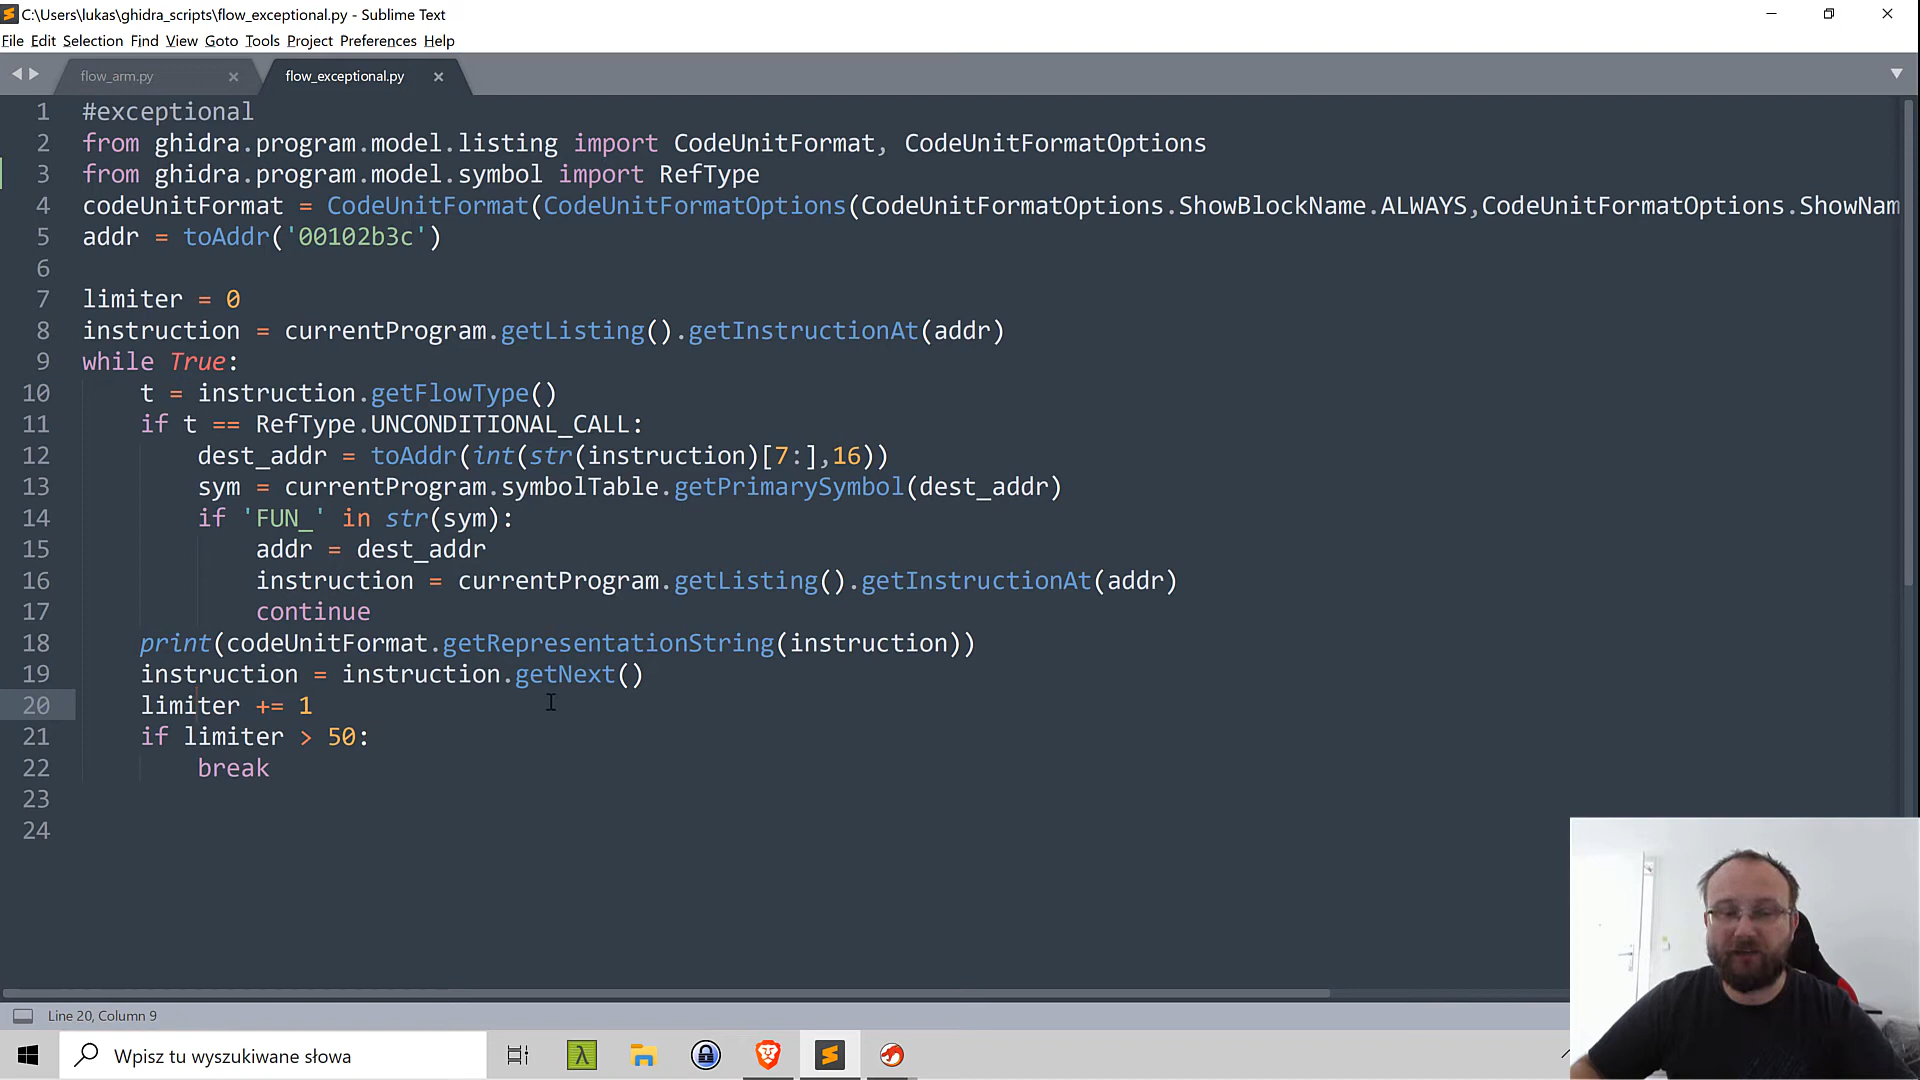 C:\Users\lukas\ghidra_scripts\flow_exceptional.py - Sublime Text
File Edit Selection Find View Goto Tools Project Preferences Help
flow_arm.py
flow_exceptional.py
1 #exceptional
2 from ghidra.program.model.listing import CodeUnitFormat, CodeUnitFormatOptions
3 from ghidra.program.model.symbol import RefType
4 codeUnitFormat = CodeUnitFormat(CodeUnitFormatOptions(CodeUnitFormatOptions.ShowBlockName.ALWAYS,CodeUnitFormatOptions.ShowNam
5 addr = toAddr('00102b3c')
6
7 limiter = 0
8 instruction = currentProgram.getListing().getInstructionAt(addr)
9 while True:
10 t = instruction.getFlowType()
11 if t == RefType.UNCONDITIONAL_CALL:
12 dest_addr = toAddr(int(str(instruction)[7:],16))
13 sym = currentProgram.symbolTable.getPrimarySymbol(dest_addr)
14 if 'FUN_' in str(sym):
15 addr = dest_addr
16 instruction = currentProgram.getListing().getInstructionAt(addr)
17 continue
18 print(codeUnitFormat.getRepresentationString(instruction))
19 instruction = instruction.getNext()
20 limiter += 1
21 if limiter > 50:
22 break
23
24
Line 20, Column 9
Wpisz tu wyszukiwane słowa